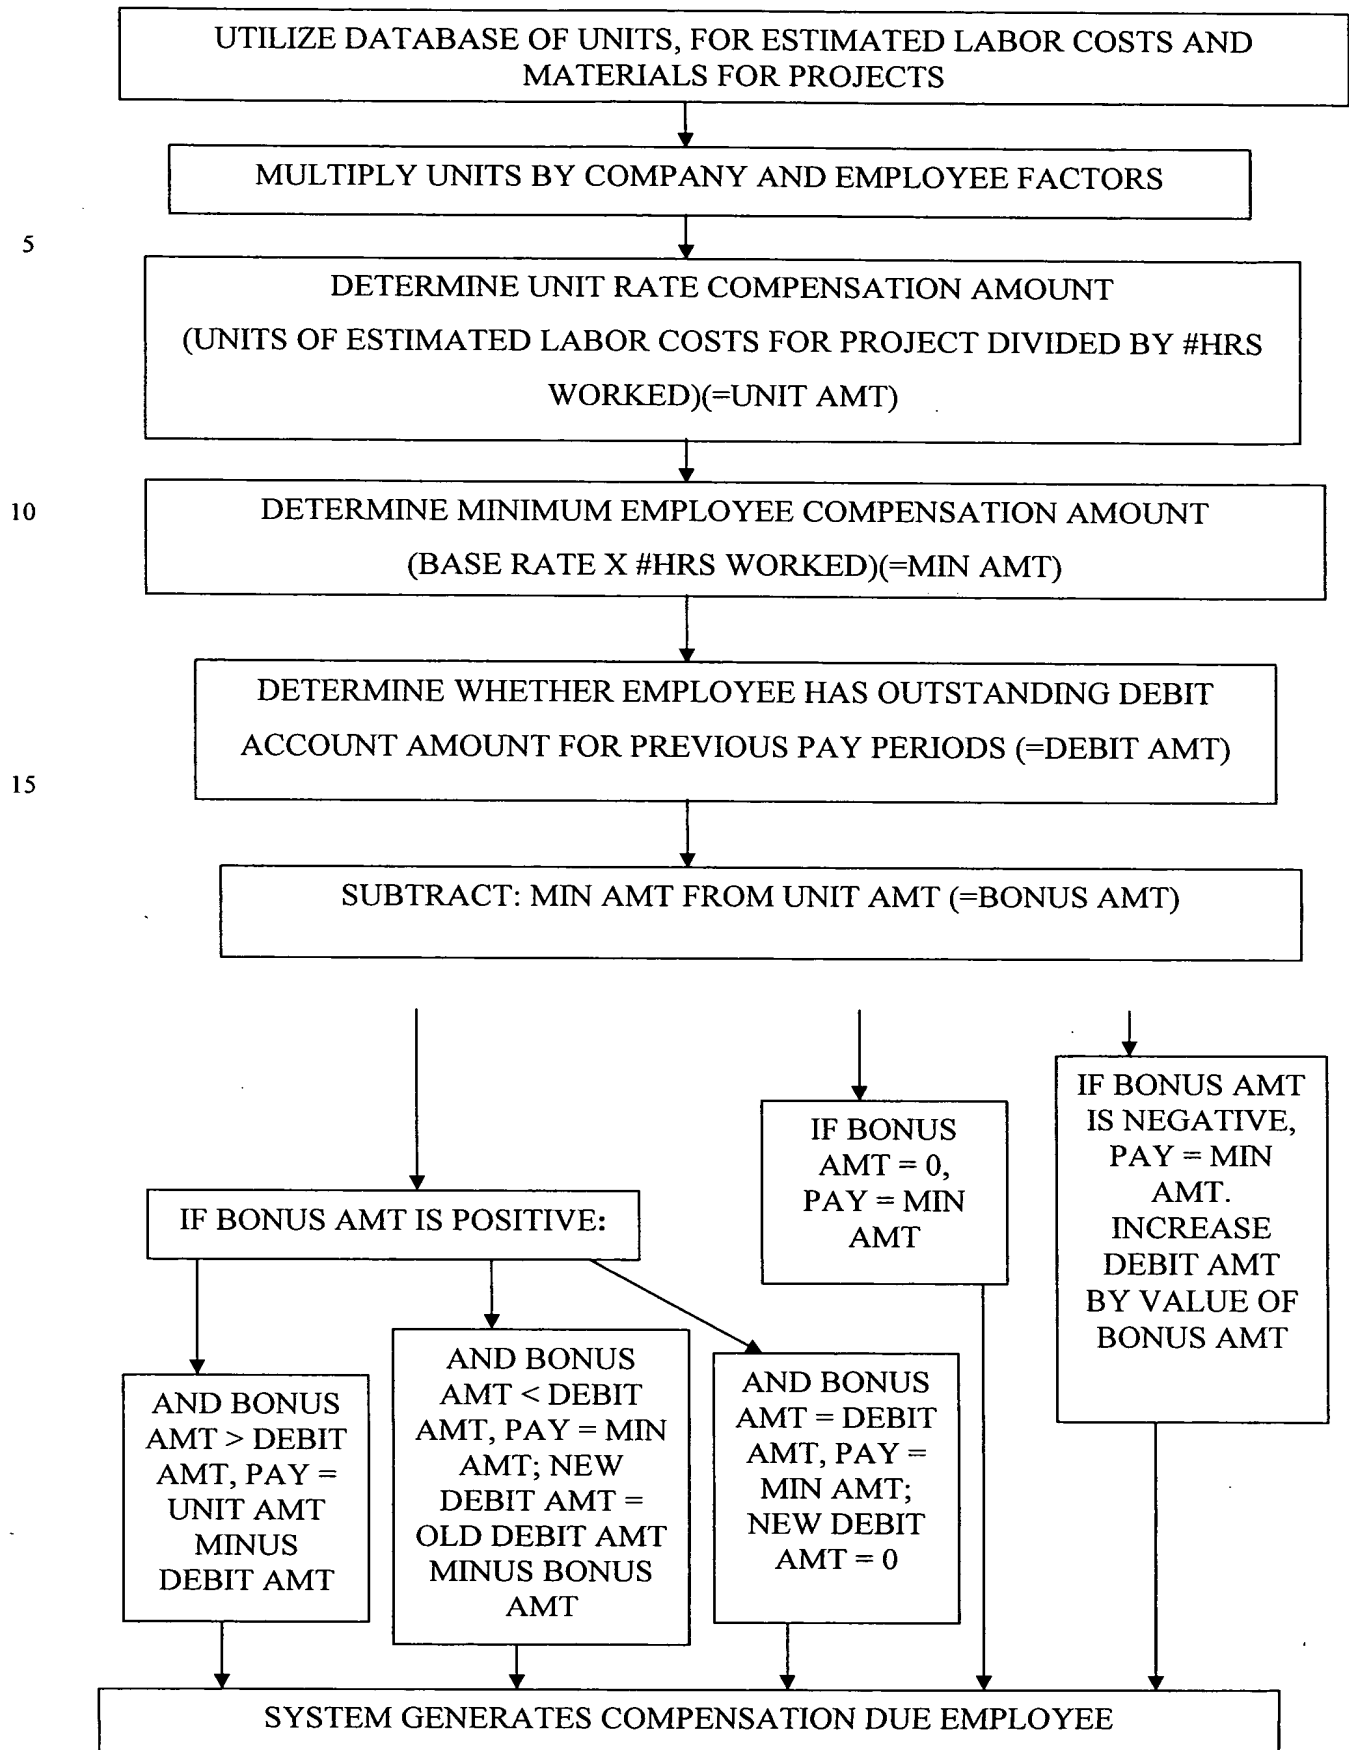 UTILIZE DATABASE OF UNITS, FOR ESTIMATED LABOR COSTS AND
MATERIALS FOR PROJECTS
MULTIPLY UNITS BY COMPANY AND EMPLOYEE FACTORS
5
DETERMINE UNIT RATE COMPENSATION AMOUNT
(UNITS OF ESTIMATED LABOR COSTS FOR PROJECT DIVIDED BY #HRS
WORKED)(=UNIT AMT)
10
DETERMINE MINIMUM EMPLOYEE COMPENSATION AMOUNT
(BASE RATE X #HRS WORKED)(=MIN AMT)
DETERMINE WHETHER EMPLOYEE HAS OUTSTANDING DEBIT
ACCOUNT AMOUNT FOR PREVIOUS PAY PERIODS (=DEBIT AMT)
15
SUBTRACT: MIN AMT FROM UNIT AMT (=BONUS AMT)
IF BONUS AMT IS POSITIVE:
IF BONUS
AMT = 0,
PAY = MIN
AMT
IF BONUS AMT
IS NEGATIVE,
PAY = MIN
AMT.
INCREASE
DEBIT AMT
BY VALUE OF
BONUS AMT
AND BONUS
AMT > DEBIT
AMT, PAY =
UNIT AMT
MINUS
DEBIT AMT
AND BONUS
AMT < DEBIT
AMT, PAY = MIN
AMT; NEW
DEBIT AMT =
OLD DEBIT AMT
MINUS BONUS
AMT
AND BONUS
AMT = DEBIT
AMT, PAY =
MIN AMT;
NEW DEBIT
AMT = 0
SYSTEM GENERATES COMPENSATION DUE EMPLOYEE